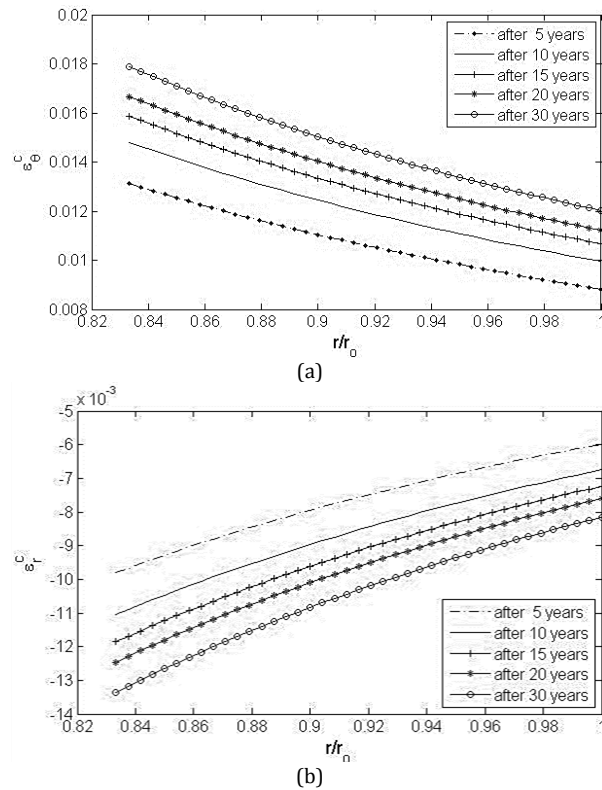 0.02
0.018
0.016
0.014
0.012
0.01
0.008
ε_θ^c
after 5 years
after 10 years
after 15 years
after 20 years
after 30 years
0.82 0.84 0.86 0.88 0.9 0.92 0.94 0.96 0.98 1
r/r₀
(a)
x 10⁻³
-5
-6
-7
-8
-9
-10
-11
-12
-13
-14
ε_r^c
after 5 years
after 10 years
after 15 years
after 20 years
after 30 years
0.82 0.84 0.86 0.88 0.9 0.92 0.94 0.96 0.98 1
r/r₀
(b)